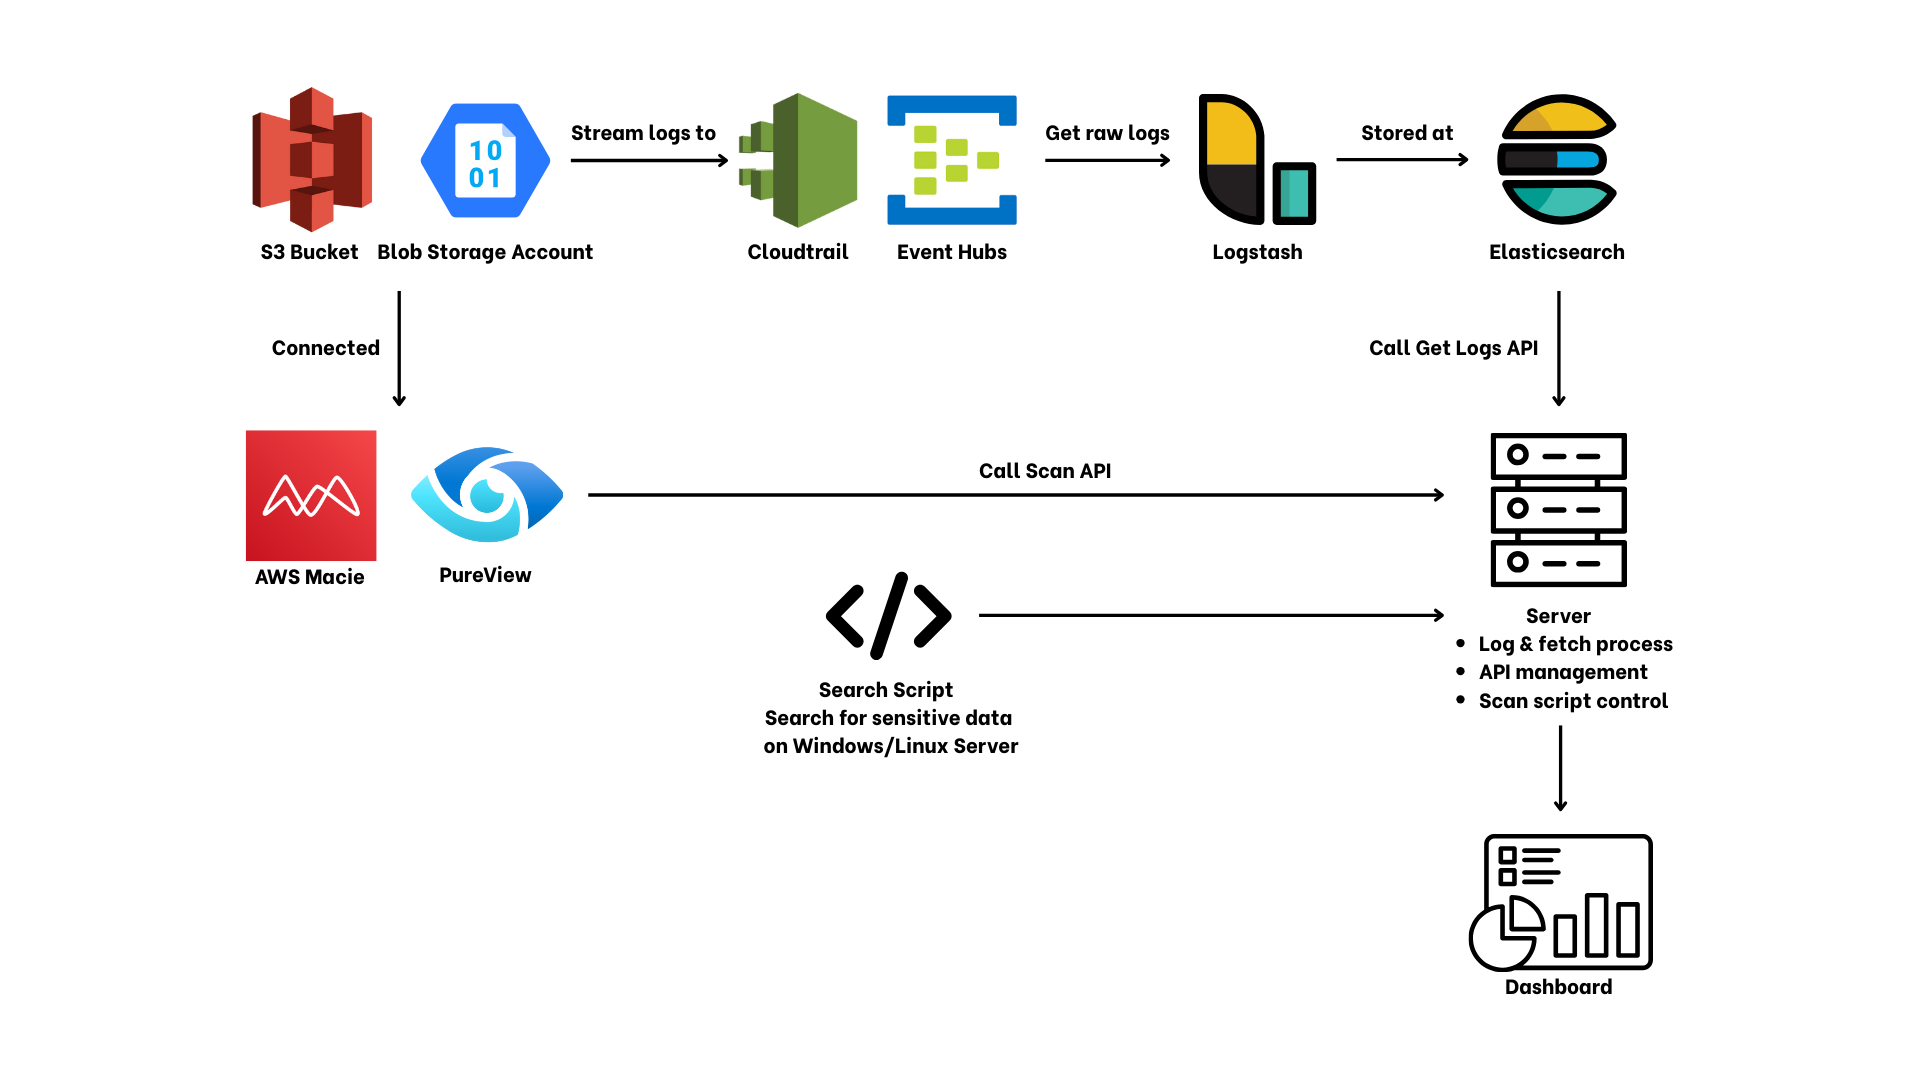 Stream logs to
Get raw logs
Stored at
10
01
S3 Bucket
Blob Storage Account
Cloudtrail
Event Hubs
Logstash
Elasticsearch
Connected
Call Get Logs API
Call Scan API
AWS Macie
PureView
Search Script
Search for sensitive data
on Windows/Linux Server
Server
• Log & fetch process
• API management
• Scan script control
Dashboard